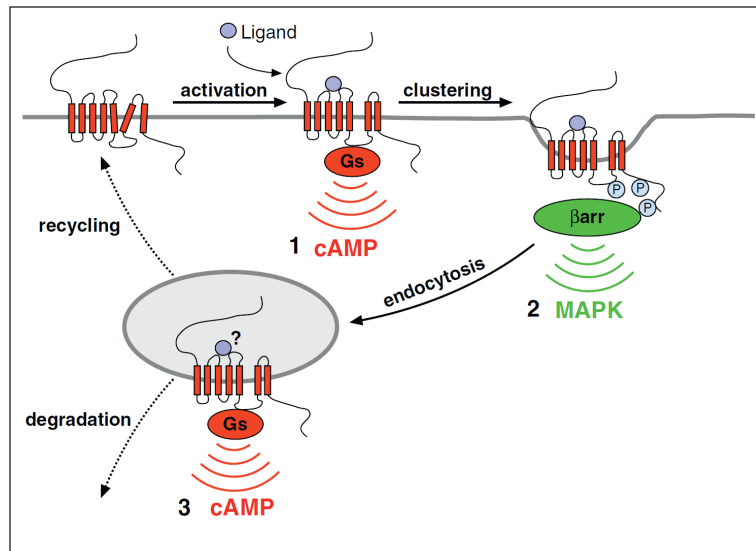 Ligand
activation
clustering
Gs
1 cAMP
P
P
P
βarr
2 MAPK
endocytosis
recycling
?
Gs
3 cAMP
degradation